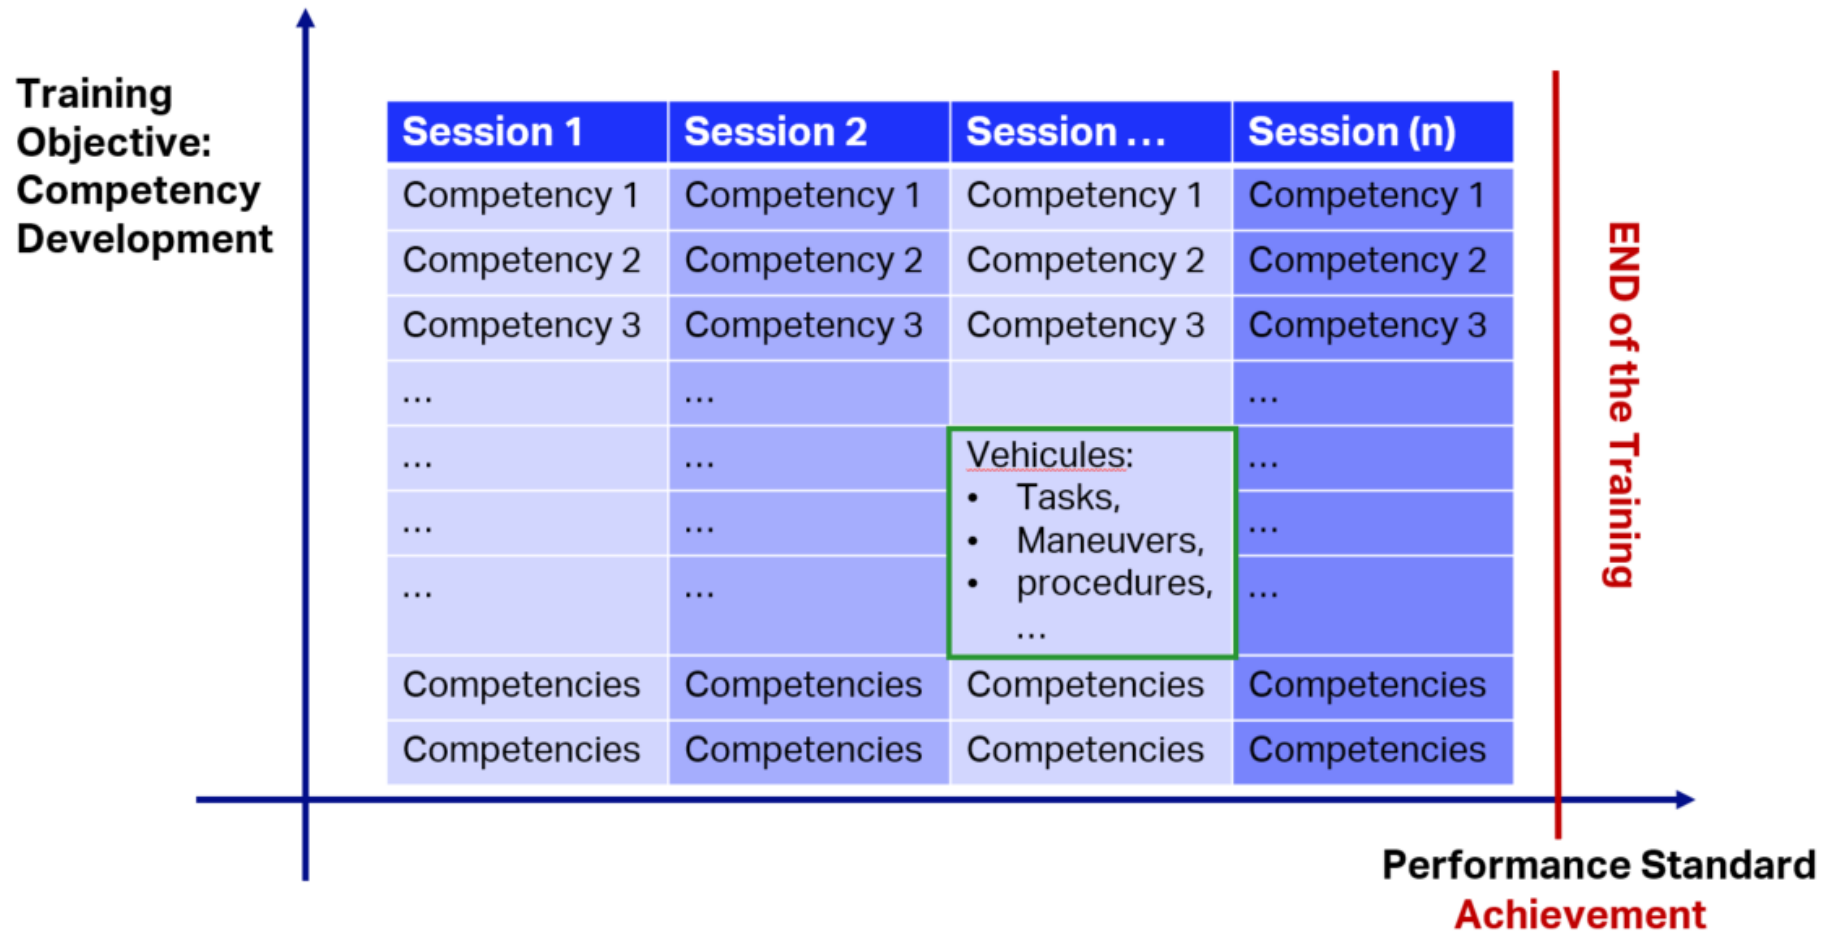 Training
Objective:
Competency
Development
Session 1 Session 2 Session ... Session (n)
Competency 1 Competency 1 Competency 1 Competency 1
Competency 2 Competency 2 Competency 2 Competency 2
Competency 3 Competency 3 Competency 3 Competency 3
... ... ...
... ... Vehicules: ...
• Tasks,
... ... • Maneuvers, ...
... ... • procedures, ...
...
Competencies Competencies Competencies Competencies
Competencies Competencies Competencies Competencies
END of the Training
Performance Standard
Achievement